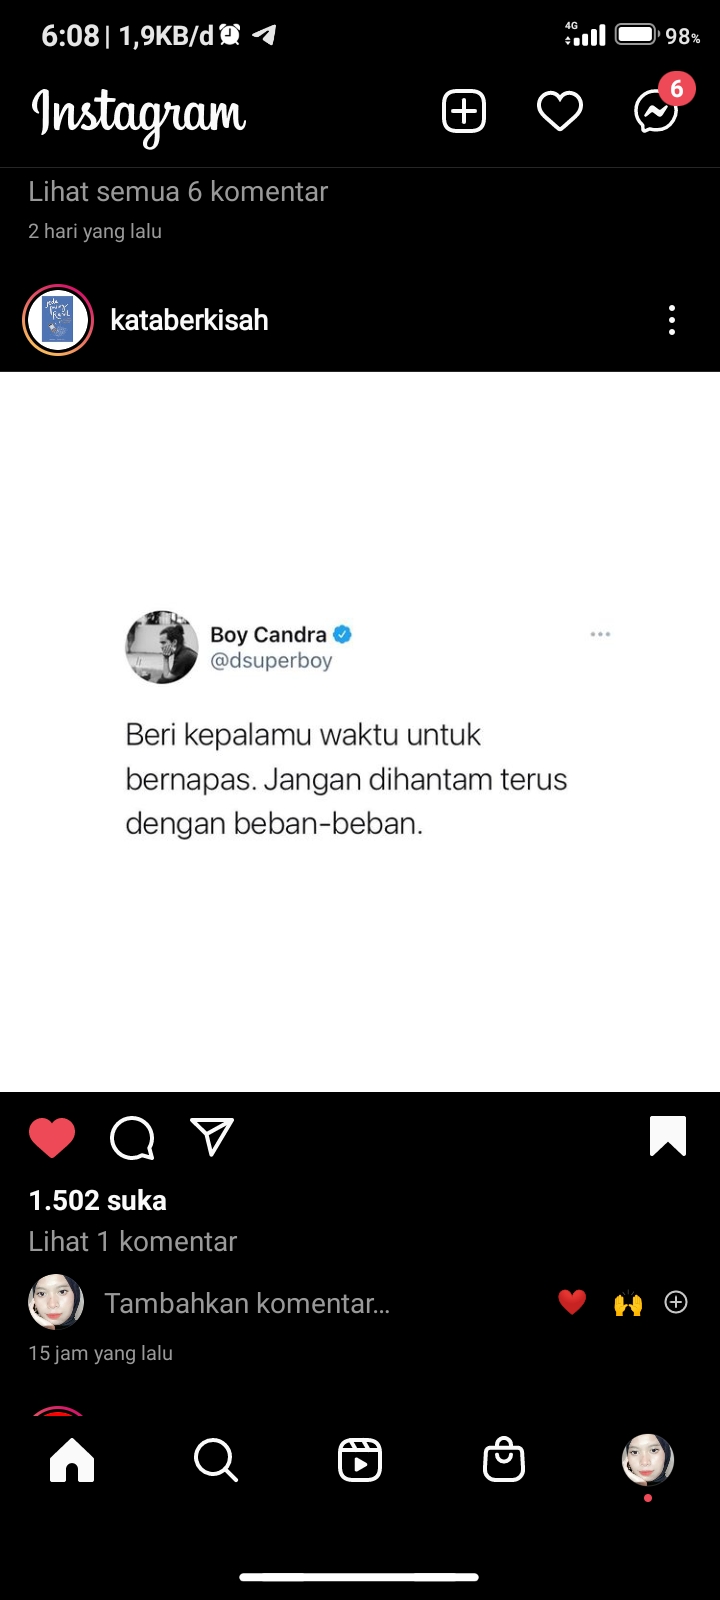 6:08 | 1,9KB/d
4G
98%
Instagram
6
Lihat semua 6 komentar
2 hari yang lalu
kataberkisah
Boy Candra
@dsuperboy
Beri kepalamu waktu untuk
bernapas. Jangan dihantam terus
dengan beban-beban.
1.502 suka
Lihat 1 komentar
Tambahkan komentar...
15 jam yang lalu